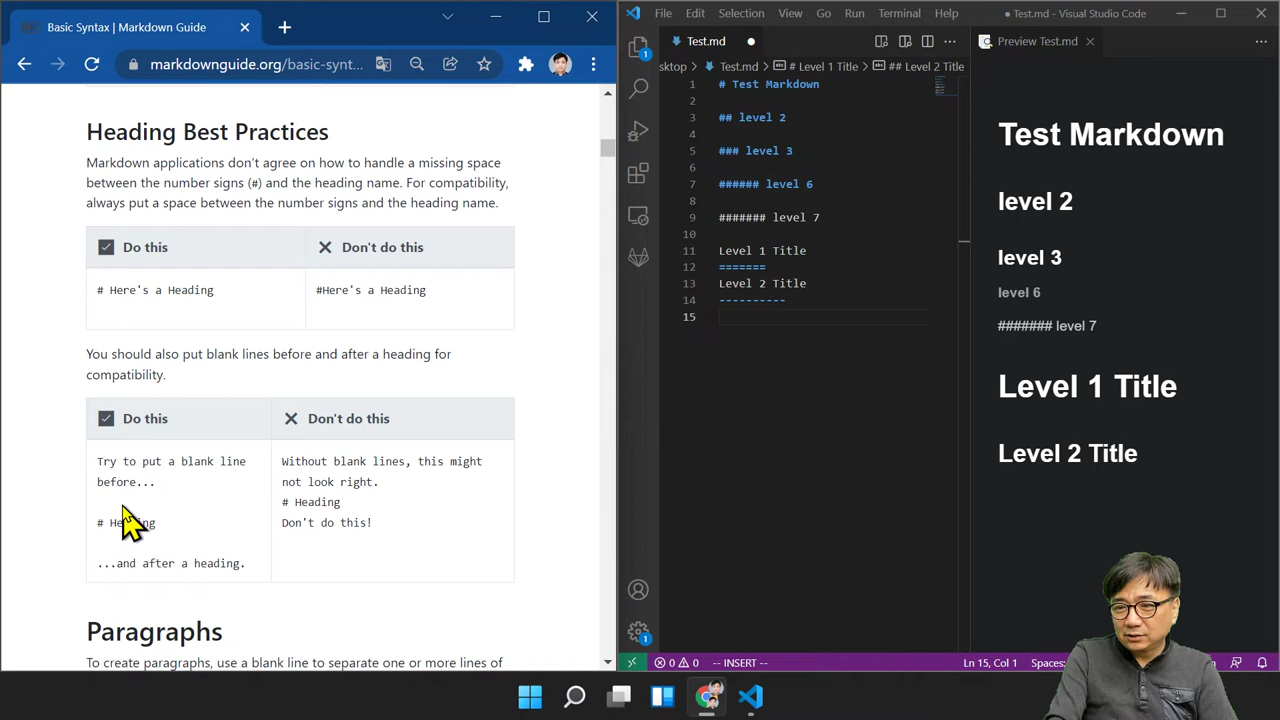 Basic Syntax | Markdown Guide
markdownguide.org/basic-synt...
Heading Best Practices
Markdown applications don't agree on how to handle a missing space
between the number signs (#) and the heading name. For compatibility,
always put a space between the number signs and the heading name.
Do this
Don't do this
# Here's a Heading
#Here's a Heading
You should also put blank lines before and after a heading for
compatibility.
Do this
Don't do this
Try to put a blank line
before...
# Heading
...and after a heading.
Without blank lines, this might
not look right.
# Heading
Don't do this!
Paragraphs
To create paragraphs, use a blank line to separate one or more lines of
File Edit Selection View Go Run Terminal Help
● Test.md - Visual Studio Code
Test.md
Preview Test.md
sktop > Test.md > # Level 1 Title > ## Level 2 Title
1 # Test Markdown
2
3 ## level 2
4
5 ### level 3
6
7 ###### level 6
8
9 ####### level 7
10
11 Level 1 Title
12 =======
13 Level 2 Title
14 ----------
15
Test Markdown
level 2
level 3
level 6
####### level 7
Level 1 Title
Level 2 Title
1
1
0 0
-- INSERT --
Ln 15, Col 1
Spaces: